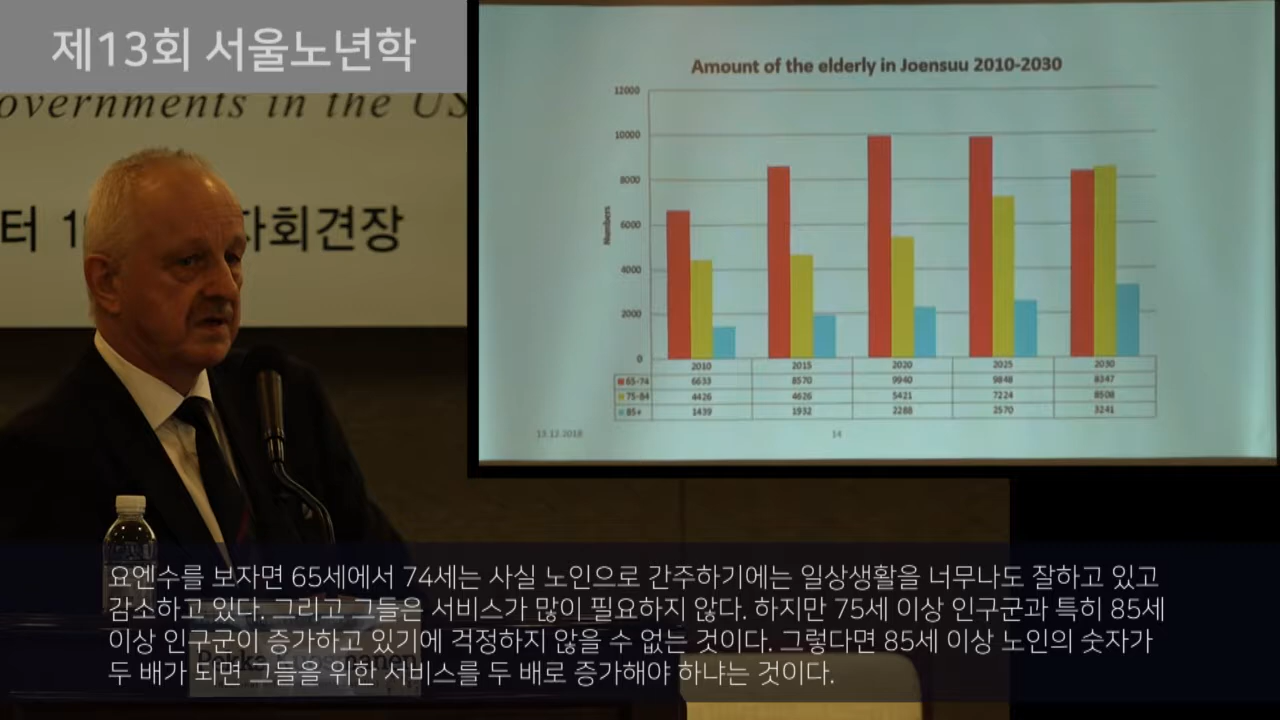 제13회 서울노년학
overnments in the US
터 1
자회견장
Amount of the elderly in Joensuu 2010-2030
12000
10000
8000
6000
4000
2000
0
Numbers
2010 2015 2020 2025 2030
65-74 6633 8570 9940 9848 8347
75-84 4426 4626 5421 7224 8508
85+ 1439 1932 2288 2570 3241
13.12.2018 14
요엔수를 보자면 65세에서 74세는 사실 노인으로 간주하기에는 일상생활을 너무나도 잘하고 있고
감소하고 있다. 그리고 그들은 서비스가 많이 필요하지 않다. 하지만 75세 이상 인구군과 특히 85세
이상 인구군이 증가하고 있기에 걱정하지 않을 수 없는 것이다. 그렇다면 85세 이상 노인의 숫자가
두 배가 되면 그들을 위한 서비스를 두 배로 증가해야 하냐는 것이다.